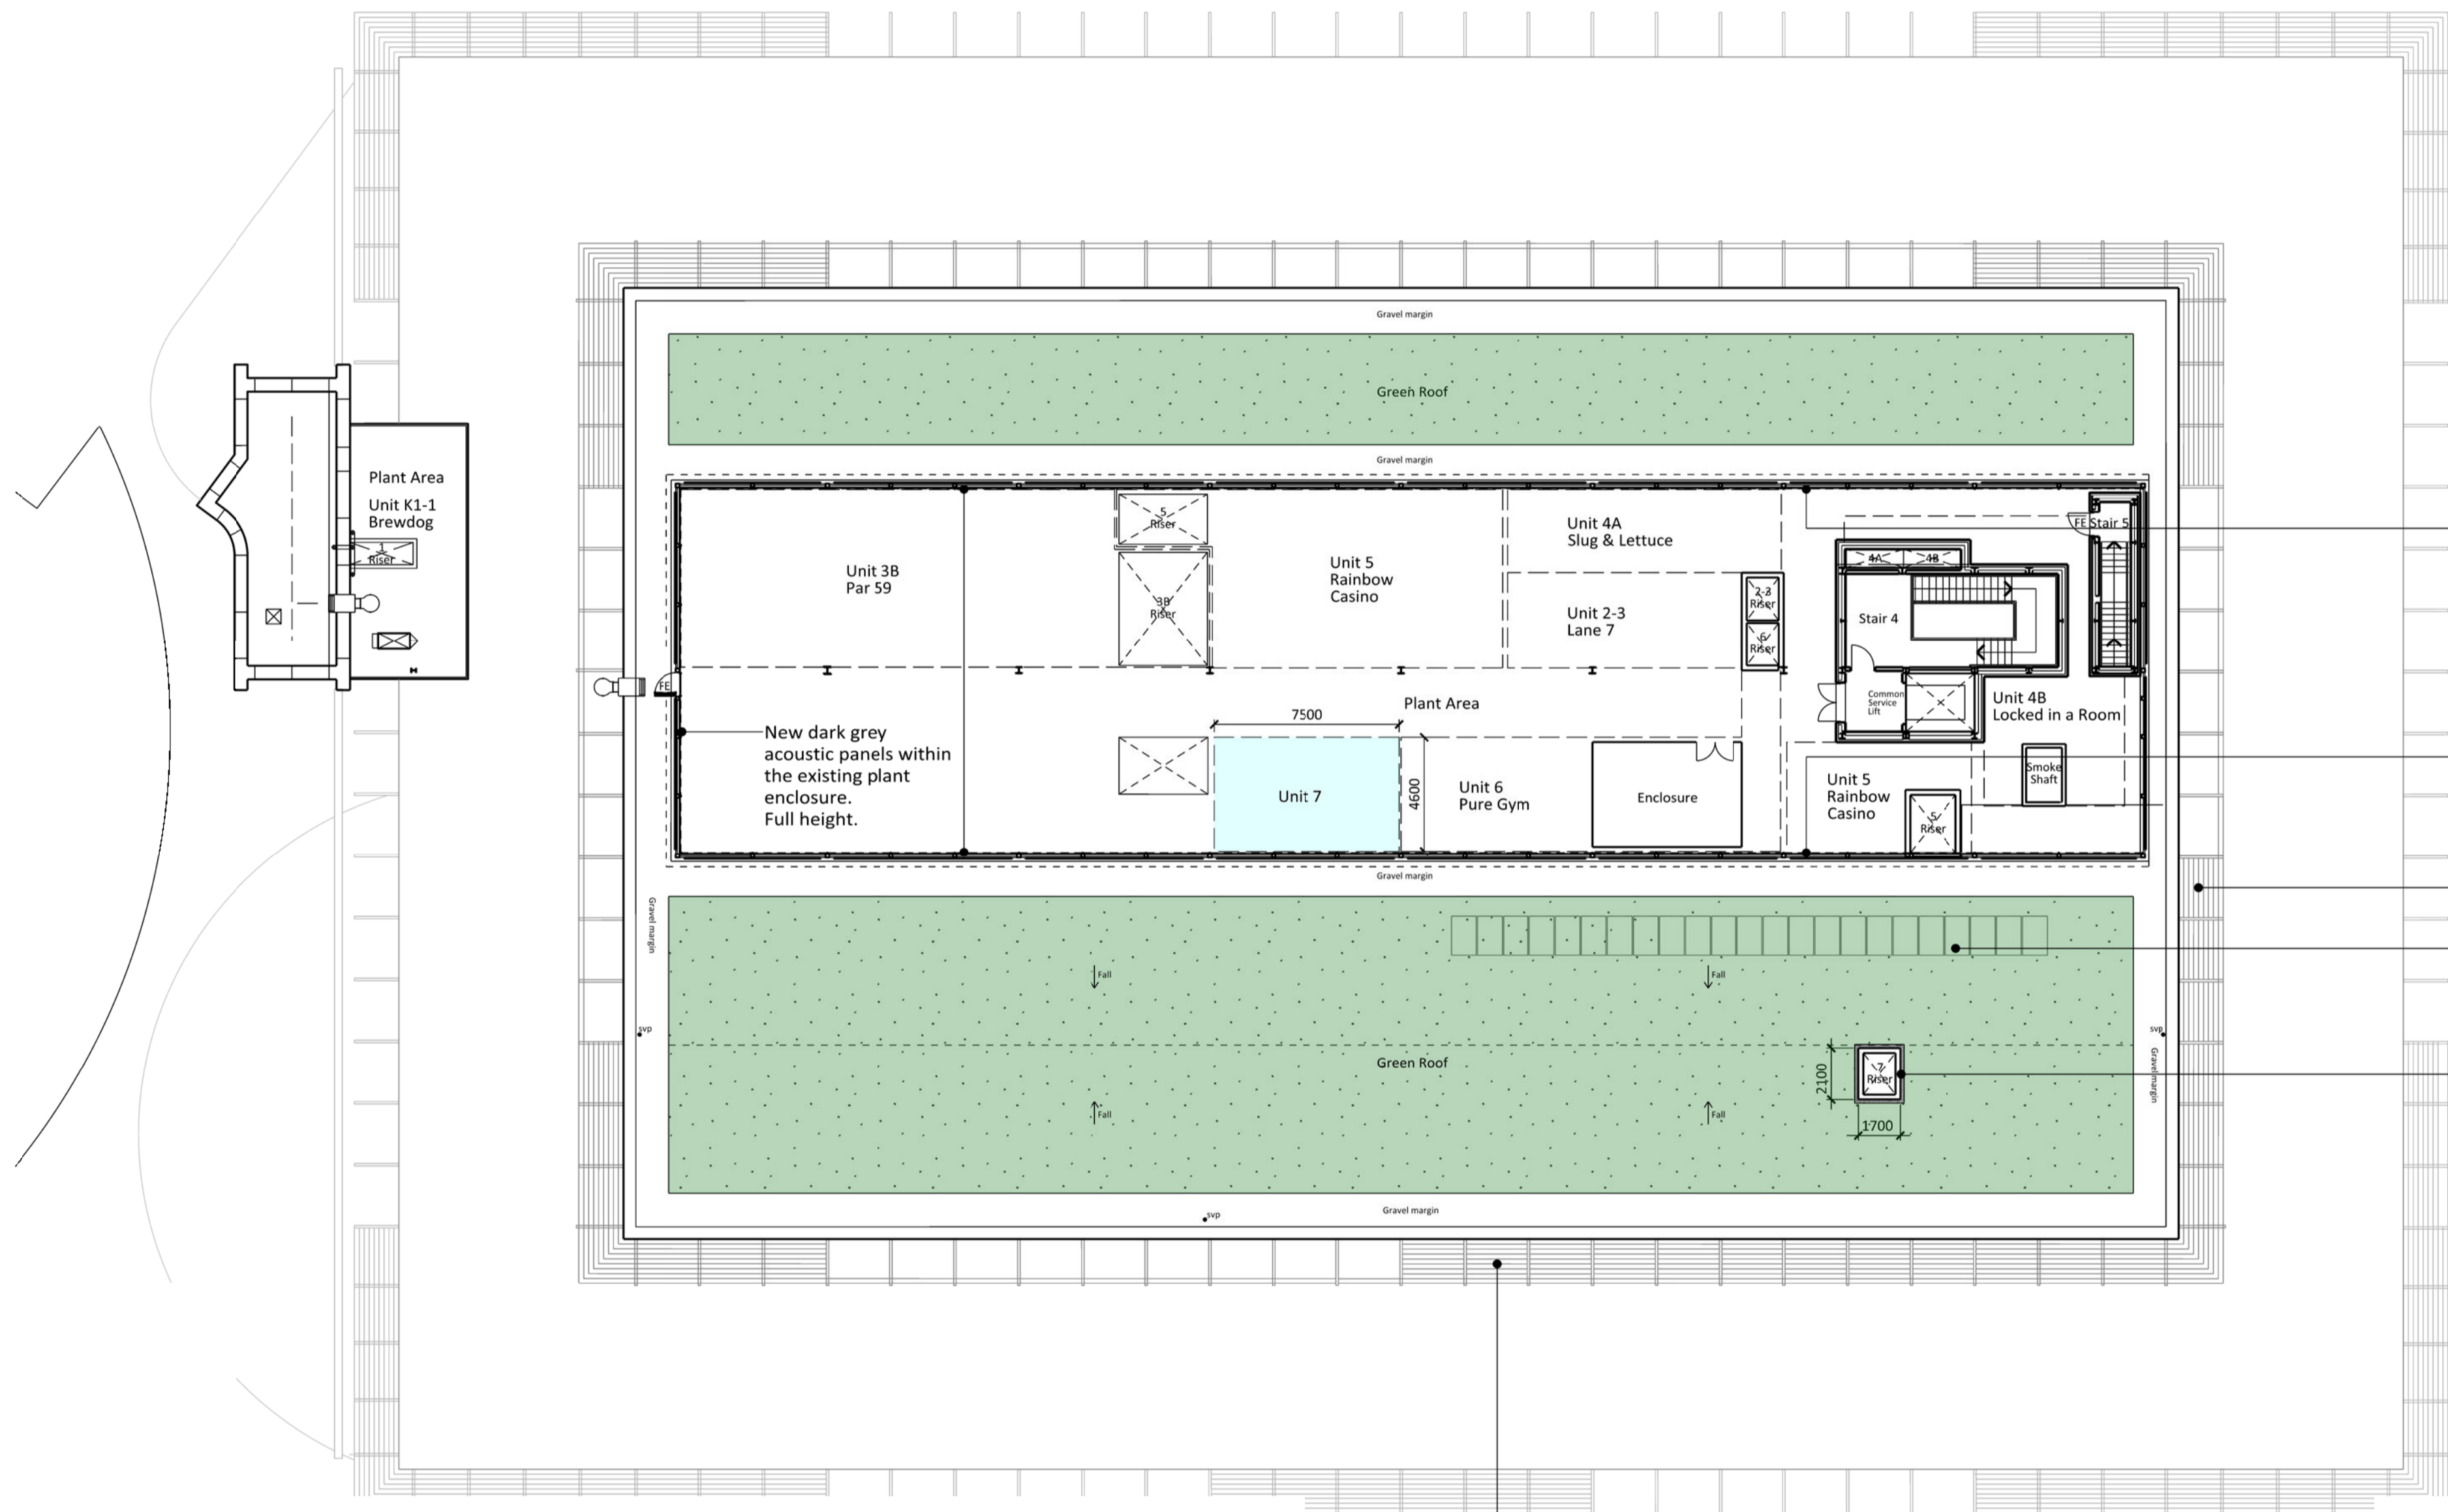 Gravel margin
Green Roof
Gravel margin
Plant Area
Unit K1-1
Brewdog
1
Riser
Unit 3B
Par 59
5
Riser
3B
Riser
Unit 5
Rainbow
Casino
Unit 4A
Slug & Lettuce
Unit 2-3
Lane 7
2-3
Riser
6
Riser
4A
4B
Stair 4
FE
Stair 5
Common
Service
Lift
Unit 4B
Locked in a Room
Smoke
Shaft
FE
Plant Area
New dark grey
acoustic panels within
the existing plant
enclosure.
Full height.
7500
4600
Unit 7
Unit 6
Pure Gym
Enclosure
Unit 5
Rainbow
Casino
5
Riser
Gravel margin
Gravel margin
Fall
Fall
svp
svp
Green Roof
7
Riser
2100
1700
Fall
Fall
Gravel margin
Gravel margin
svp